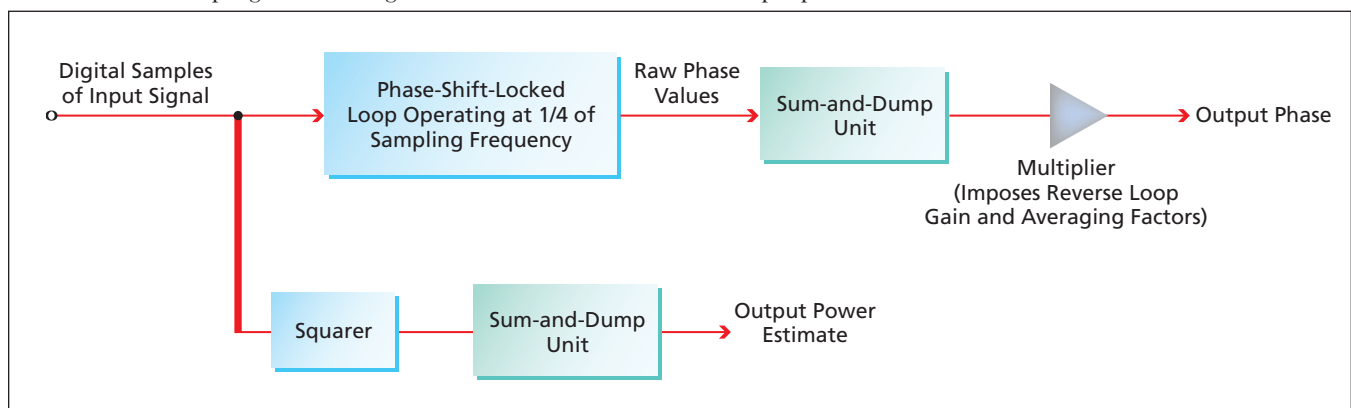 Digital Samples
of Input Signal
Phase-Shift-Locked
Loop Operating at 1/4 of
Sampling Frequency
Raw Phase
Values
Sum-and-Dump
Unit
Output Phase
Multiplier
(Imposes Reverse Loop
Gain and Averaging Factors)
Squarer
Sum-and-Dump
Unit
Output Power
Estimate